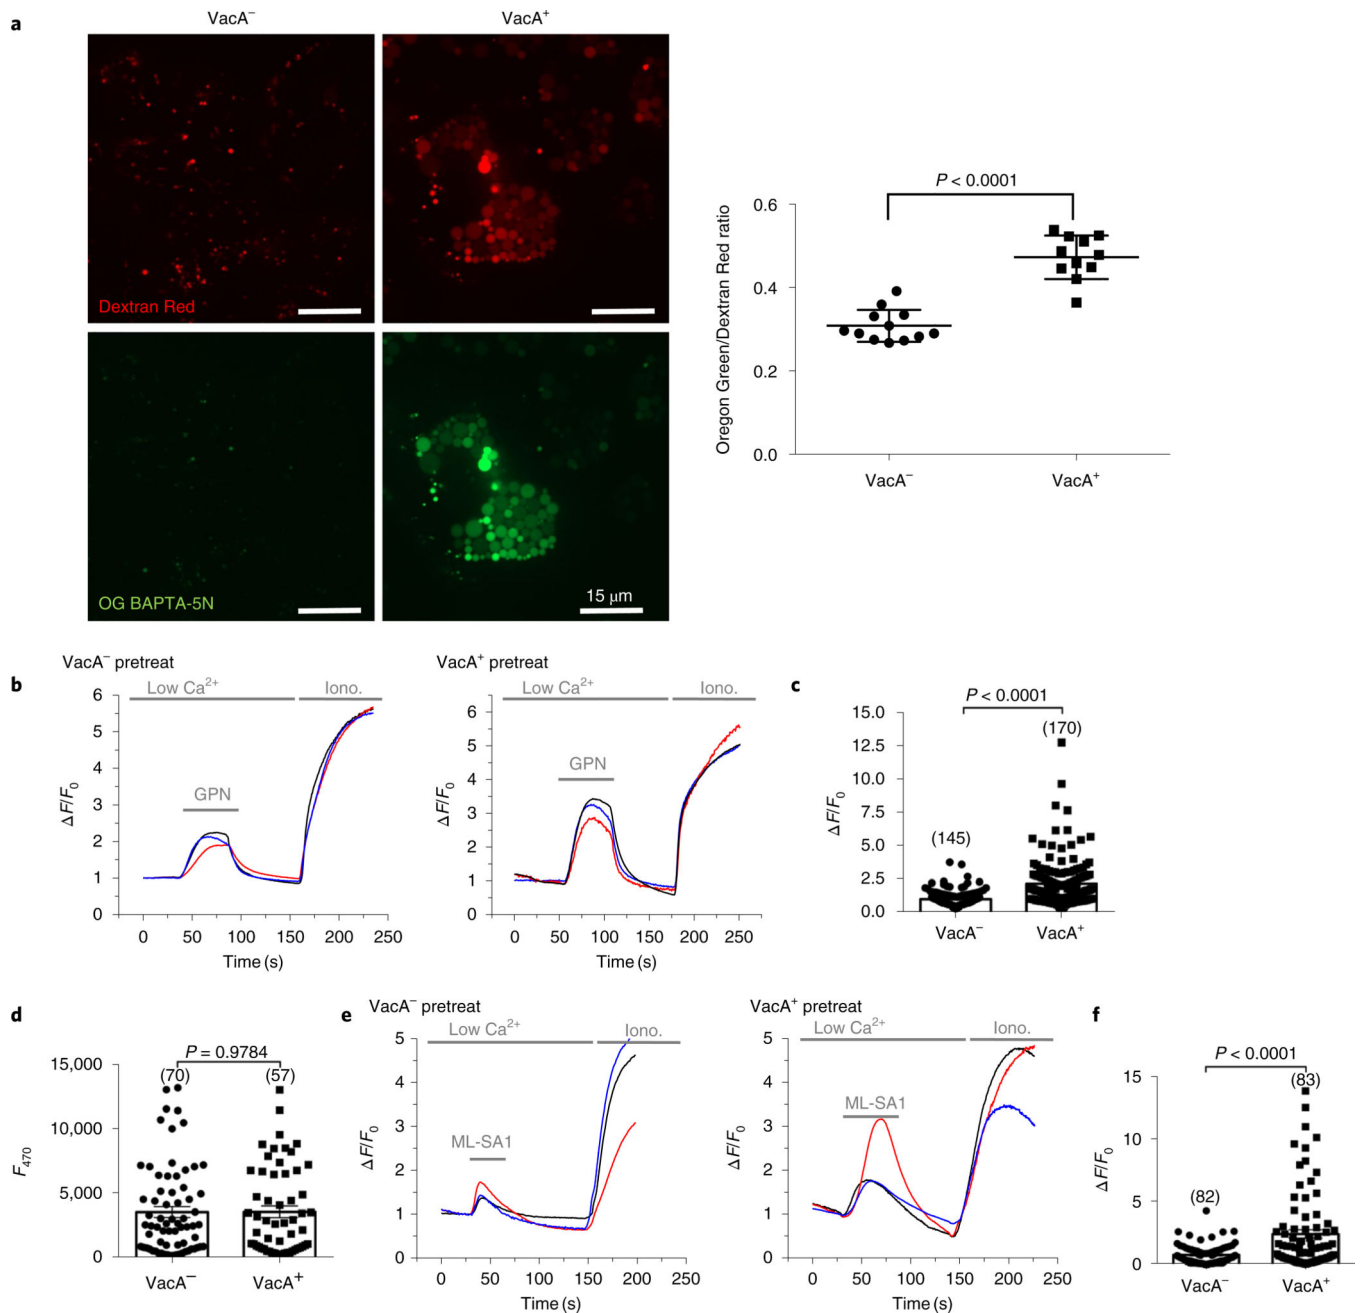 a
VacA⁻
VacA⁺
Dextran Red
OG BAPTA-5N
15 μm
P < 0.0001
Oregon Green/Dextran Red ratio
0.6
0.4
0.2
0.0
VacA⁻
VacA⁺
b
VacA⁻ pretreat
Low Ca²⁺
Iono.
GPN
ΔF/F₀
6
5
4
3
2
1
0
0
50
100
150
200
250
Time (s)
VacA⁺ pretreat
Low Ca²⁺
Iono.
GPN
ΔF/F₀
6
5
4
3
2
1
0
0
50
100
150
200
250
Time (s)
c
P < 0.0001
(145)
(170)
ΔF/F₀
15.0
12.5
10.0
7.5
5.0
2.5
0.0
VacA⁻
VacA⁺
d
P = 0.9784
(70)
(57)
F₄₇₀
15,000
10,000
5,000
0
VacA⁻
VacA⁺
e
VacA⁻ pretreat
Low Ca²⁺
Iono.
ML-SA1
ΔF/F₀
5
4
3
2
1
0
0
50
100
150
200
250
Time (s)
VacA⁺ pretreat
Low Ca²⁺
Iono.
ML-SA1
ΔF/F₀
5
4
3
2
1
0
0
50
100
150
200
250
Time (s)
f
P < 0.0001
(82)
(83)
ΔF/F₀
15
10
5
0
VacA⁻
VacA⁺